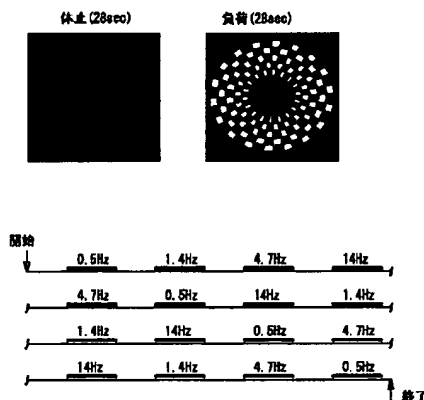 休止(28sec) 負荷(28sec)
開始
0.5Hz 1.4Hz 4.7Hz 14Hz
4.7Hz 0.5Hz 14Hz 1.4Hz
1.4Hz 14Hz 0.5Hz 4.7Hz
14Hz 1.4Hz 4.7Hz 0.5Hz
終了